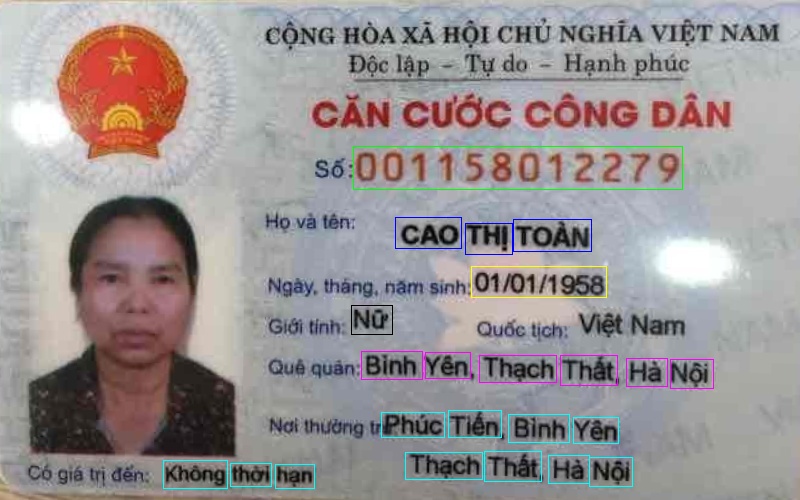 CỘNG HÒA XÃ HỘI CHỦ NGHĨA VIỆT NAM
Độc lập - Tự do - Hạnh phúc
CĂN CƯỚC CÔNG DÂN
Số: 001158012279
Họ và tên: CAO THỊ TOÀN
Ngày, tháng, năm sinh: 01/01/1958
Giới tính: Nữ Quốc tịch: Việt Nam
Quê quán: Bình Yên, Thạch Thất, Hà Nội
Nơi thường trú: Phúc Tiến, Bình Yên
Thạch Thất, Hà Nội
Có giá trị đến: Không thời hạn